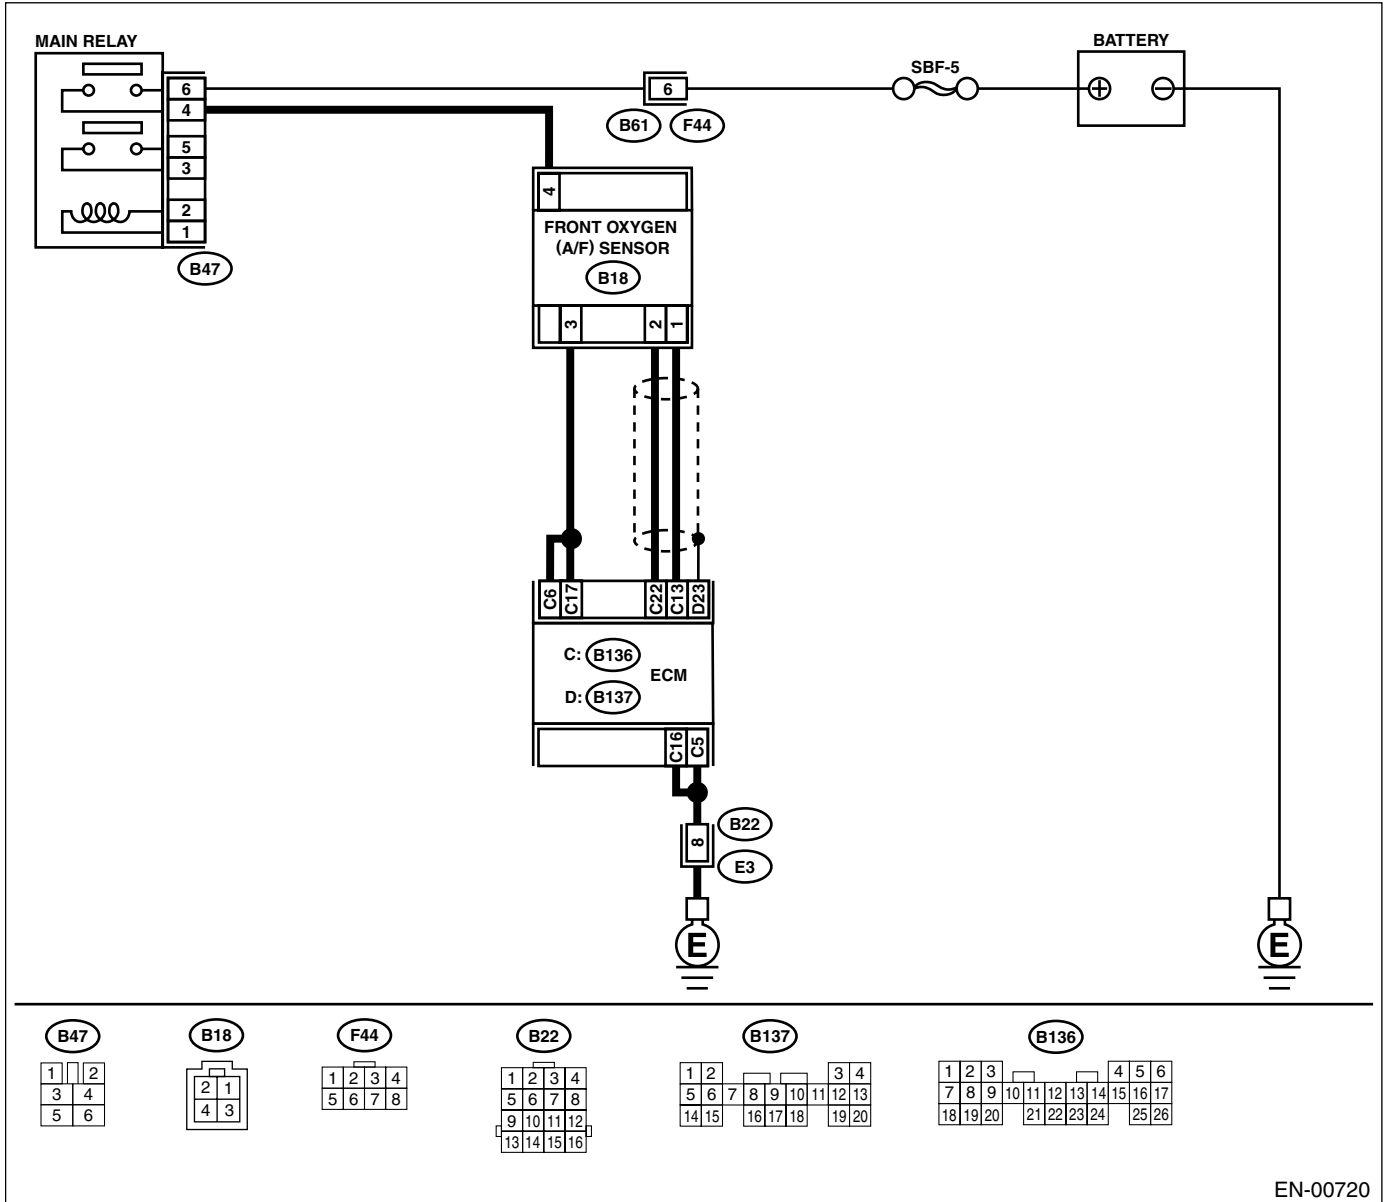 MAIN RELAY
BATTERY
SBF-5
6
4
5
3
2
1
B47
6
B61 F44
4
FRONT OXYGEN
(A/F) SENSOR
B18
3 2 1
C6 C17 C22 C13 D23
C: B136
ECM
D: B137
C16 C5
8
B22
E3
E E
B47 B18 F44 B22 B137 B136
1 2
3 4
5 6
2 1
4 3
1 2 3 4
5 6 7 8
1 2 3 4
5 6 7 8
9 10 11 12
13 14 15 16
1 2 3 4
5 6 7 8 9 10 11 12 13
14 15 16 17 18 19 20
1 2 3 4 5 6
7 8 9 10 11 12 13 14 15 16 17
18 19 20 21 22 23 24 25 26
EN-00720